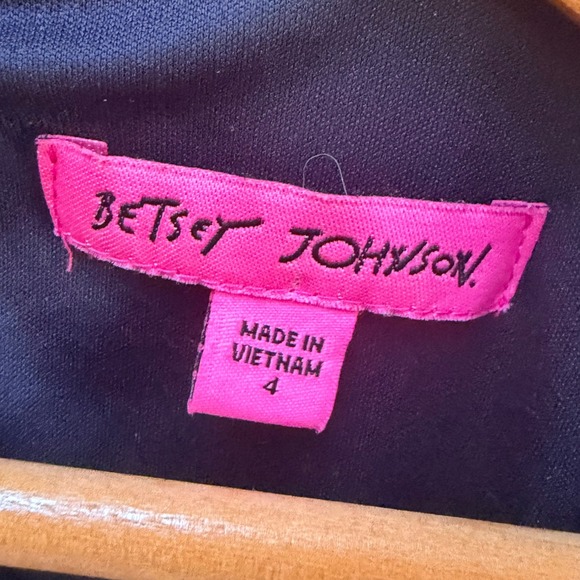 BETSEY JOHNSON.
MADE IN
VIETNAM
4